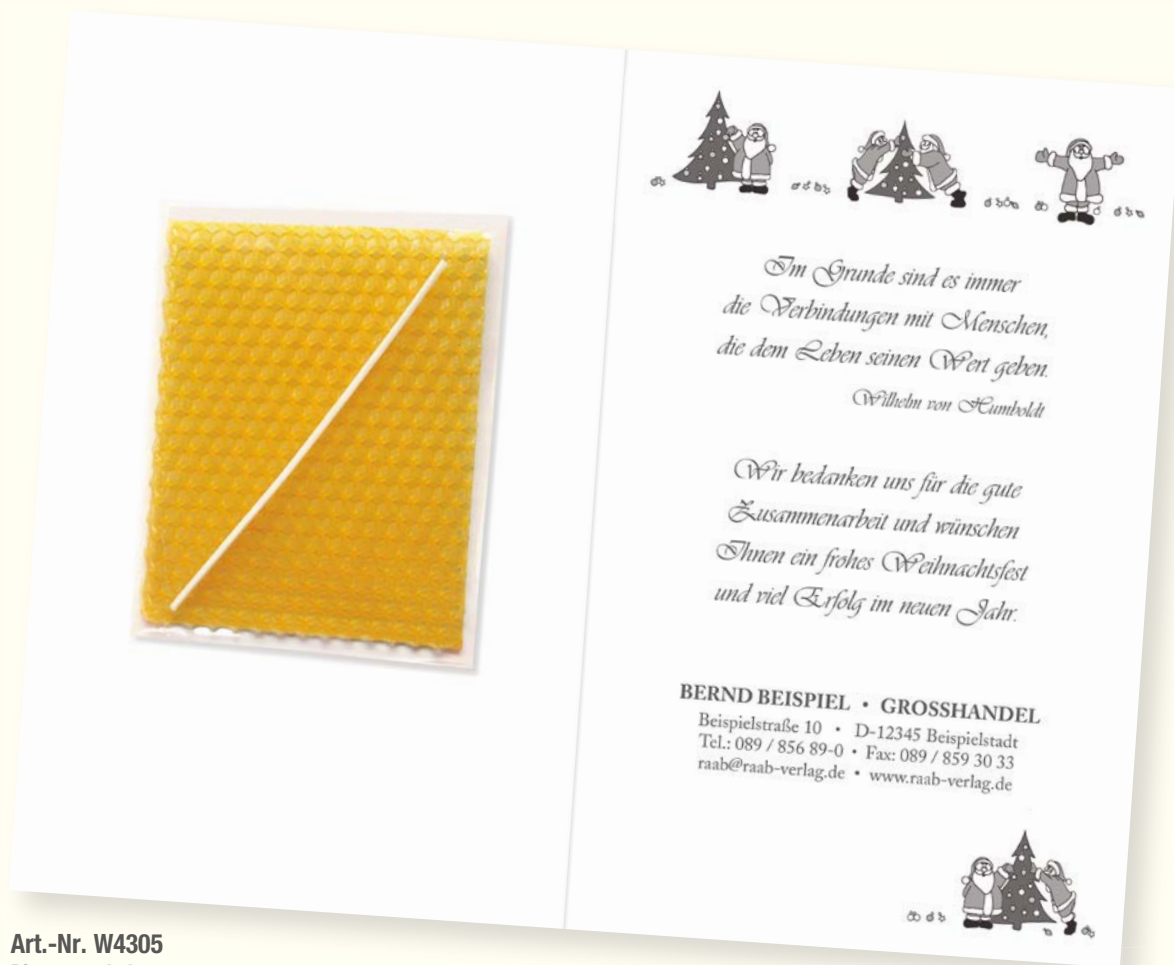 Im Grunde sind es immer
die Verbindungen mit Menschen,
die dem Leben seinen Wert geben.
Wilhelm von Humboldt
Wir bedanken uns für die gute
Zusammenarbeit und wünschen
Ihnen ein frohes Weihnachtsfest
und viel Erfolg im neuen Jahr.
BERND BEISPIEL • GROSSHANDEL
Beispielstraße 10 • D-12345 Beispielstadt
Tel.: 089 / 856 89-0 • Fax: 089 / 859 30 33
raab@raab-verlag.de • www.raab-verlag.de
Art.-Nr. W4305